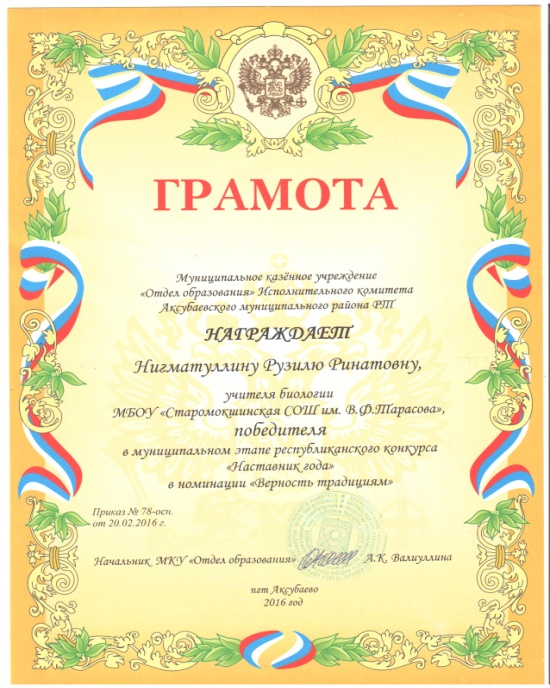 ГРАМОТА
Муниципальное казённое учреждение
«Отдел образования» Исполнительного комитета
Аксубаевского муниципального района РТ
НАГРАЖДАЕТ
Нигматуллину Рузилю Ринатовну,
учителя биологии
МБОУ «Старомокшинская СОШ им. В.Ф.Тарасова»,
победителя
в муниципальном этапе республиканского конкурса
«Наставник года»
в номинации «Верность традициям»
Приказ № 78-осн.
от 20.02.2016 г.
Начальник МКУ «Отдел образования» А.К. Валиуллина
пгт Аксубаево
2016 год